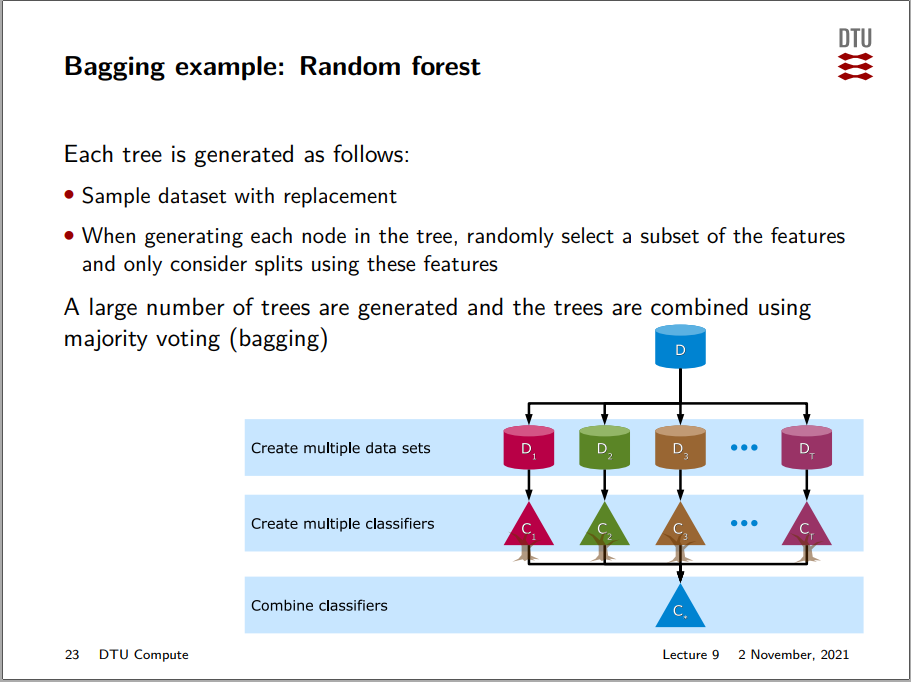 DTU
Bagging example: Random forest
Each tree is generated as follows:
• Sample dataset with replacement
• When generating each node in the tree, randomly select a subset of the features
and only consider splits using these features
A large number of trees are generated and the trees are combined using
majority voting (bagging)
D
Create multiple data sets
D1 D2 D3 ••• DT
Create multiple classifiers
C1 C2 C3 ••• CT
Combine classifiers
C*
23 DTU Compute Lecture 9 2 November, 2021